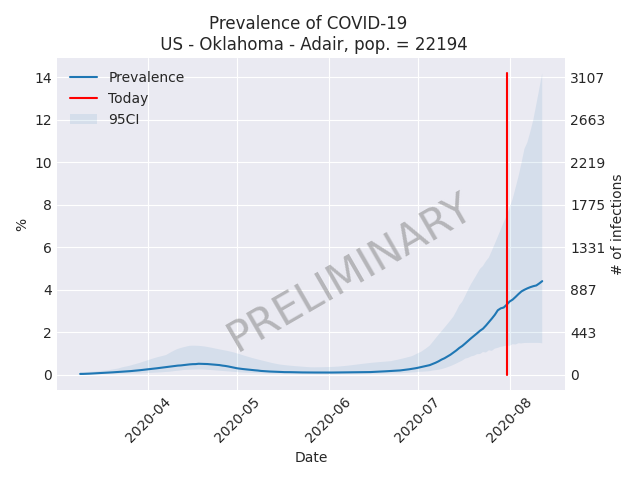 Prevalence of COVID-19
US - Oklahoma - Adair, pop. = 22194
Prevalence
Today
95CI
PRELIMINARY
%
14
12
10
8
6
4
2
0
3107
2663
2219
1775
1331
887
443
0
# of infections
2020-04
2020-05
2020-06
2020-07
2020-08
Date